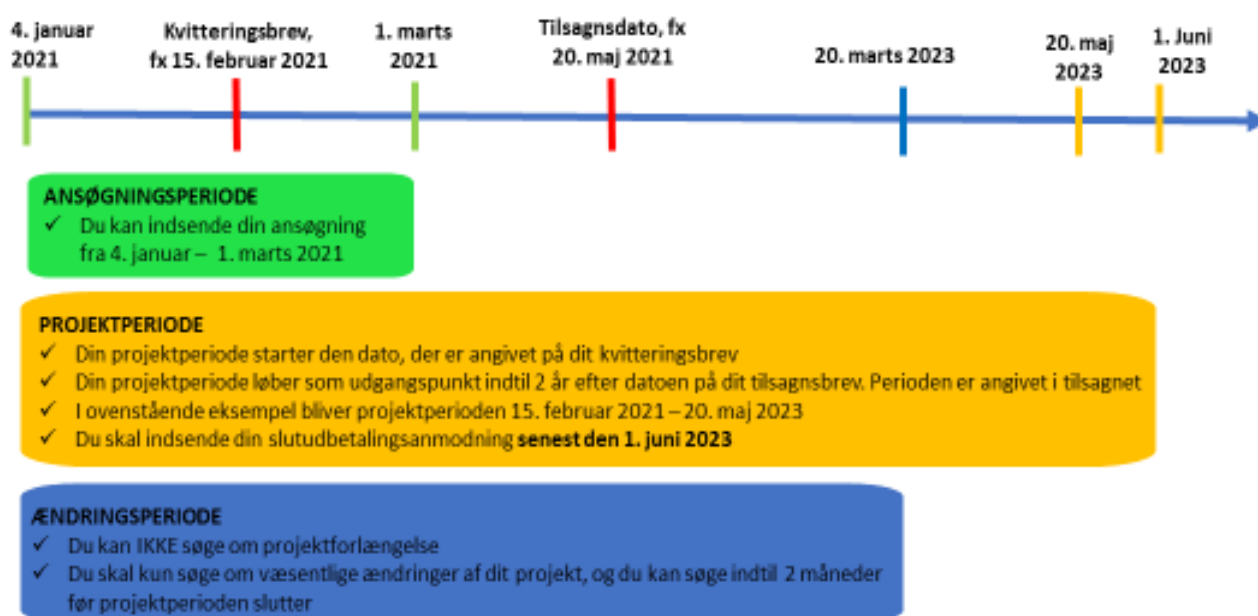 4. januar
2021
Kvitteringsbrev,
fx 15. februar 2021
1. marts
2021
Tilsagnsdato, fx
20. maj 2021
20. marts 2023
20. maj
2023
1. Juni
2023
ANSØGNINGSPERIODE
✓ Du kan indsende din ansøgning
fra 4. januar – 1. marts 2021
PROJEKTPERIODE
✓ Din projektperiode starter den dato, der er angivet på dit kvitteringsbrev
✓ Din projektperiode løber som udgangspunkt indtil 2 år efter datoen på dit tilsagnsbrev. Perioden er angivet i tilsagnet
✓ I ovenstående eksempel bliver projektperioden 15. februar 2021 – 20. maj 2023
✓ Du skal indsende din slutudbetalingsanmodning senest den 1. juni 2023
ÆNDRINGSPERIODE
✓ Du kan IKKE søge om projektforlængelse
✓ Du skal kun søge om væsentlige ændringer af dit projekt, og du kan søge indtil 2 måneder
før projektperioden slutter